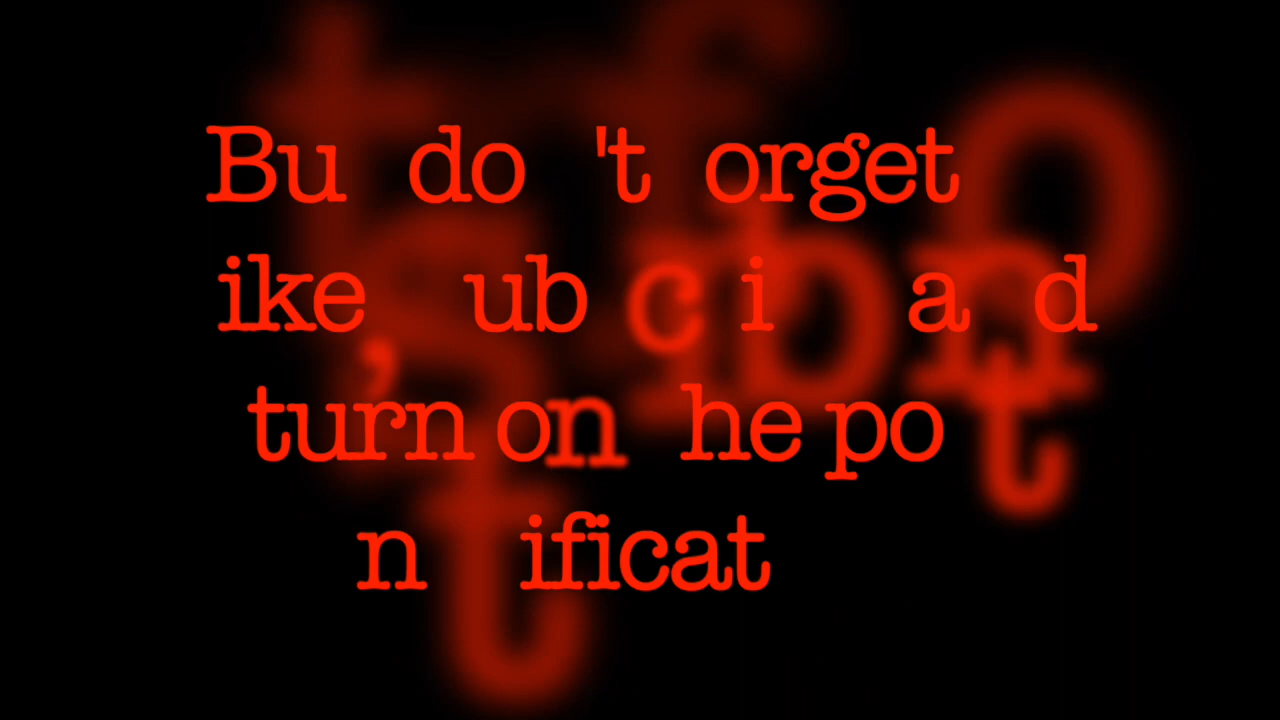 Bu do 't orget
ike, ub c i a d
turn on he po t
n ificat